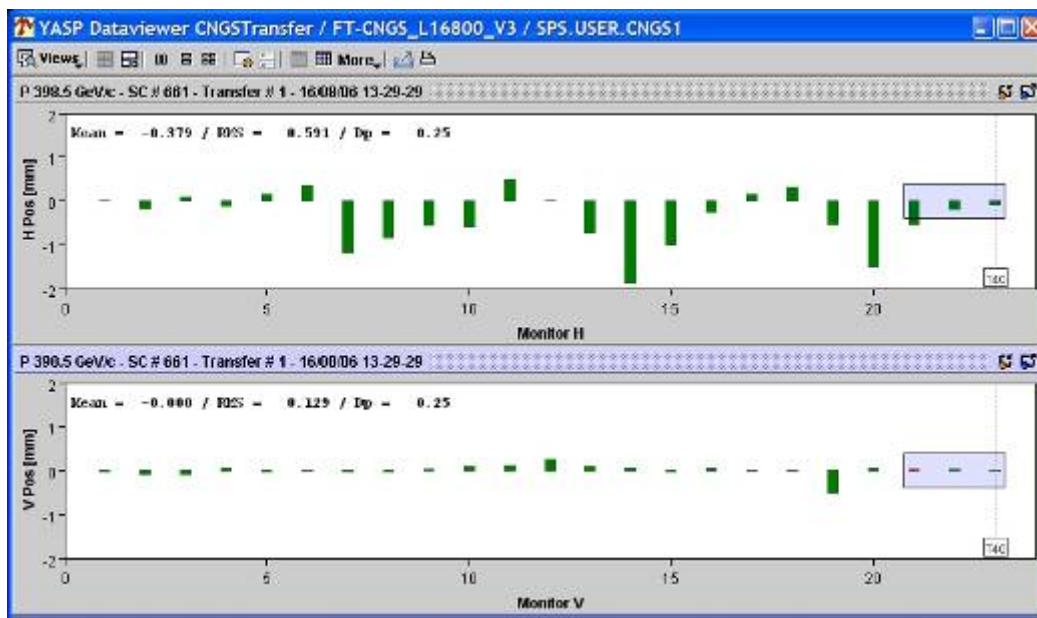 YASP Dataviewer CNGSTransfer / FT-CNGS_L16800_V3 / SPS.USER.CNGS1
Views More
P 398.5 GeV/c - SC # 661 - Transfer # 1 - 16/08/06 13-29-29
Mean = -0.379 / RMS = 0.591 / Dp = 0.25
H Pos [mm]
2
1
0
-1
-2
T40
0 5 10 15 20
Monitor H
P 398.5 GeV/c - SC # 661 - Transfer # 1 - 16/08/06 13-29-29
Mean = -0.000 / RMS = 0.129 / Dp = 0.25
V Pos [mm]
2
1
0
-1
-2
T40
0 5 10 15 20
Monitor V